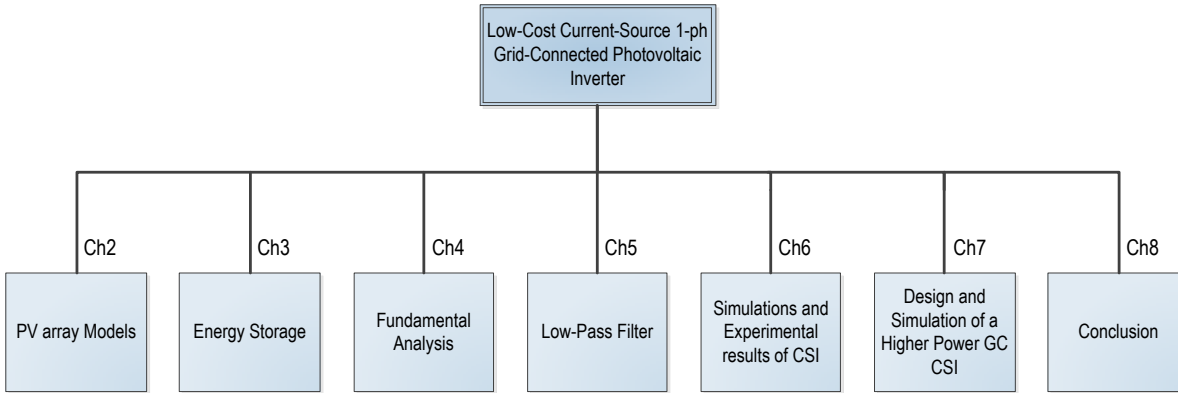 Low-Cost Current-Source 1-ph
Grid-Connected Photovoltaic
Inverter
Ch2
Ch3
Ch4
Ch5
Ch6
Ch7
Ch8
PV array Models
Energy Storage
Fundamental
Analysis
Low-Pass Filter
Simulations and
Experimental
results of CSI
Design and
Simulation of a
Higher Power GC
CSI
Conclusion